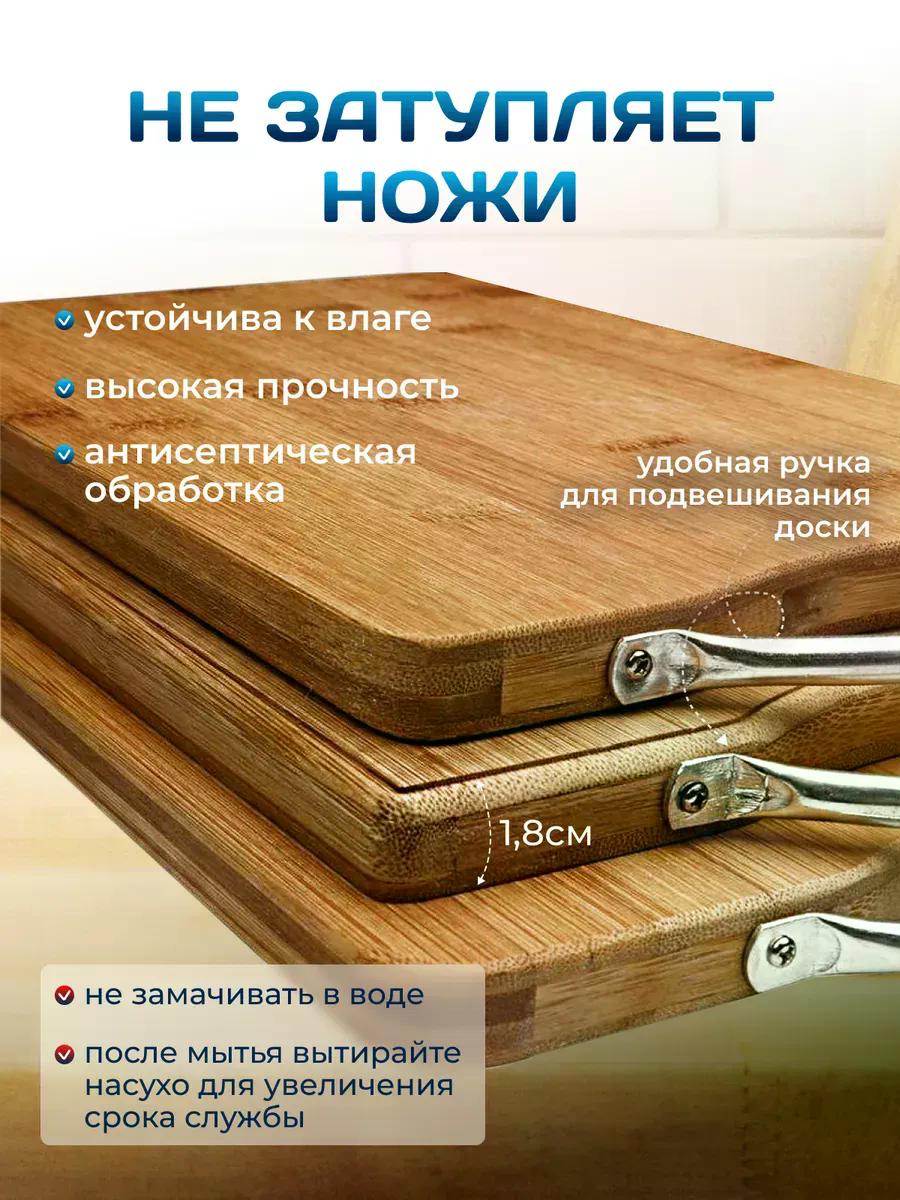 НЕ ЗАТУПЛЯЕТ
НОЖИ
устойчива к влаге
высокая прочность
антисептическая
обработка
удобная ручка
для подвешивания
доски
1,8см
не замачивать в воде
после мытья вытирайте
насухо для увеличения
срока службы